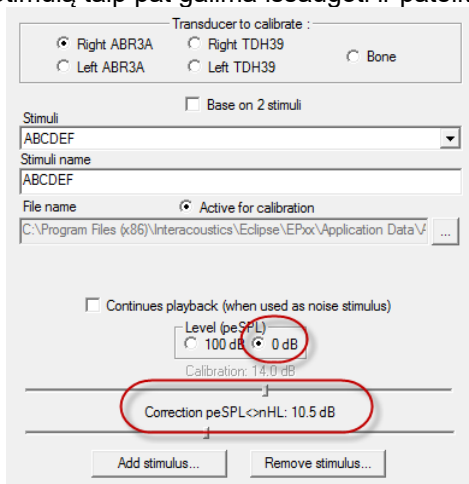 Transducer to calibrate :
Right ABR3A Right TDH39
Bone
Left ABR3A Left TDH39
Base on 2 stimuli
Stimuli
ABCDEF
Stimuli name
ABCDEF
File name Active for calibration
C:\Program Files (x86)\Interacoustics\Eclipse\EPxx\Application Data\ ...
Continues playback (when used as noise stimulus)
Level (peSPL)
100 dB 0 dB
Calibration: 14.0 dB
Correction peSPL<>nHL: 10.5 dB
Add stimulus... Remove stimulus...